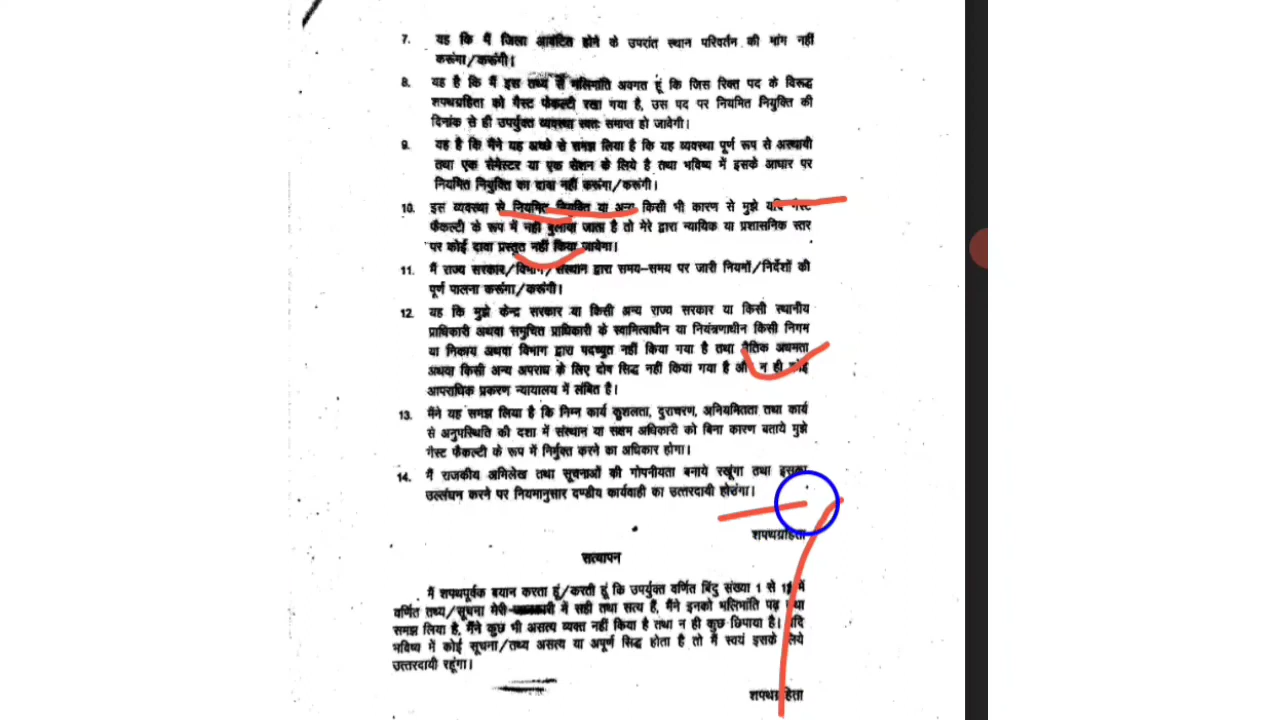 7. यह कि मैं जिला आवंटित होने के उपरांत स्थान परिवर्तन की मांग नहीं
करूंगा/करूंगी।
8. यह है कि मैं इस तथ्य से भलिभांति अवगत हूं कि जिस रिक्त पद के विरूद्ध
शपथग्रहिता को गैस्ट फैकल्टी रखा गया है, उस पद पर नियमित नियुक्ति की
दिनांक से ही उपर्युक्त व्यवस्था स्वतः समाप्त हो जावेगी।
9. यह है कि मैंने यह अच्छे से समझ लिया है कि यह व्यवस्था पूर्ण रूप से अस्थायी
तथा एक सेमेस्टर या एक सेशन के लिये है तथा भविष्य में इसके आधार पर
नियमित नियुक्ति का दावा नहीं करूंगा/करूंगी।
10. इस व्यवस्था से नियमित नियुक्ति या अन्य किसी भी कारण से मुझे यदि गैस्ट
फैकल्टी के रूप में नही बुलाया जाता है तो मेरे द्वारा न्यायिक या प्रशासनिक स्तर
पर कोई दावा प्रस्तूत नहीं किया जायेगा।
11. मैं राज्य सरकार/विभाग/संस्थान द्वारा समय–समय पर जारी नियमों/निर्देशों की
पूर्ण पालना करूंगा/करूंगी।
12. यह कि मुझे केन्द्र सरकार या किसी अन्य राज्य सरकार या किसी स्थानीय
प्राधिकारी अथवा समुचित प्राधिकारी के स्वामित्वाधीन या नियंत्रणाधीन किसी निगम
या निकाय अथवा विभाग द्वारा पदच्युत नहीं किया गया है तथा नैतिक अधमता
अथवा किसी अन्य अपराध के लिए दोष सिद्ध नहीं किया गया है और न ही कोई
आपराधिक प्रकरण न्यायालय में लंबित है।
13. मैंने यह समझ लिया है कि निम्न कार्य कुशलता, दुराचरण, अनियमितता तथा कार्य
से अनुपस्थिति की दशा में संस्थान या सक्षम अधिकारी को बिना कारण बताये मुझे
गैस्ट फैकल्टी के रूप में निर्मुक्त करने का अधिकार होगा।
14. मैं राजकीय अभिलेख तथा सूचनाओं की गोपनीयता बनाये रखूंगा तथा इसका
उल्लंघन करने पर नियमानुसार दण्डीय कार्यवाही का उत्तरदायी होउंगा।
शपथग्रहिता
सत्यापन
मैं शपथपूर्वक बयान करता हूं/करती हूं कि उपर्युक्त वर्णित बिंदु संख्या 1 से में
वर्णित तथ्य/सूचना मेरी जानकारी में सही तथा सत्य हैं, मैंने इनको भलिभांति पढ़ तथा
समझ लिया है, मैंने कुछ भी असत्य व्यक्त नहीं किया है तथा न ही कुछ छिपाया है। यदि
भविष्य में कोई सूचना/तथ्य असत्य या अपूर्ण सिद्ध होता है तो मैं स्वयं इसके लिये
उत्तरदायी रहूंगा।
शपथग्रहिता